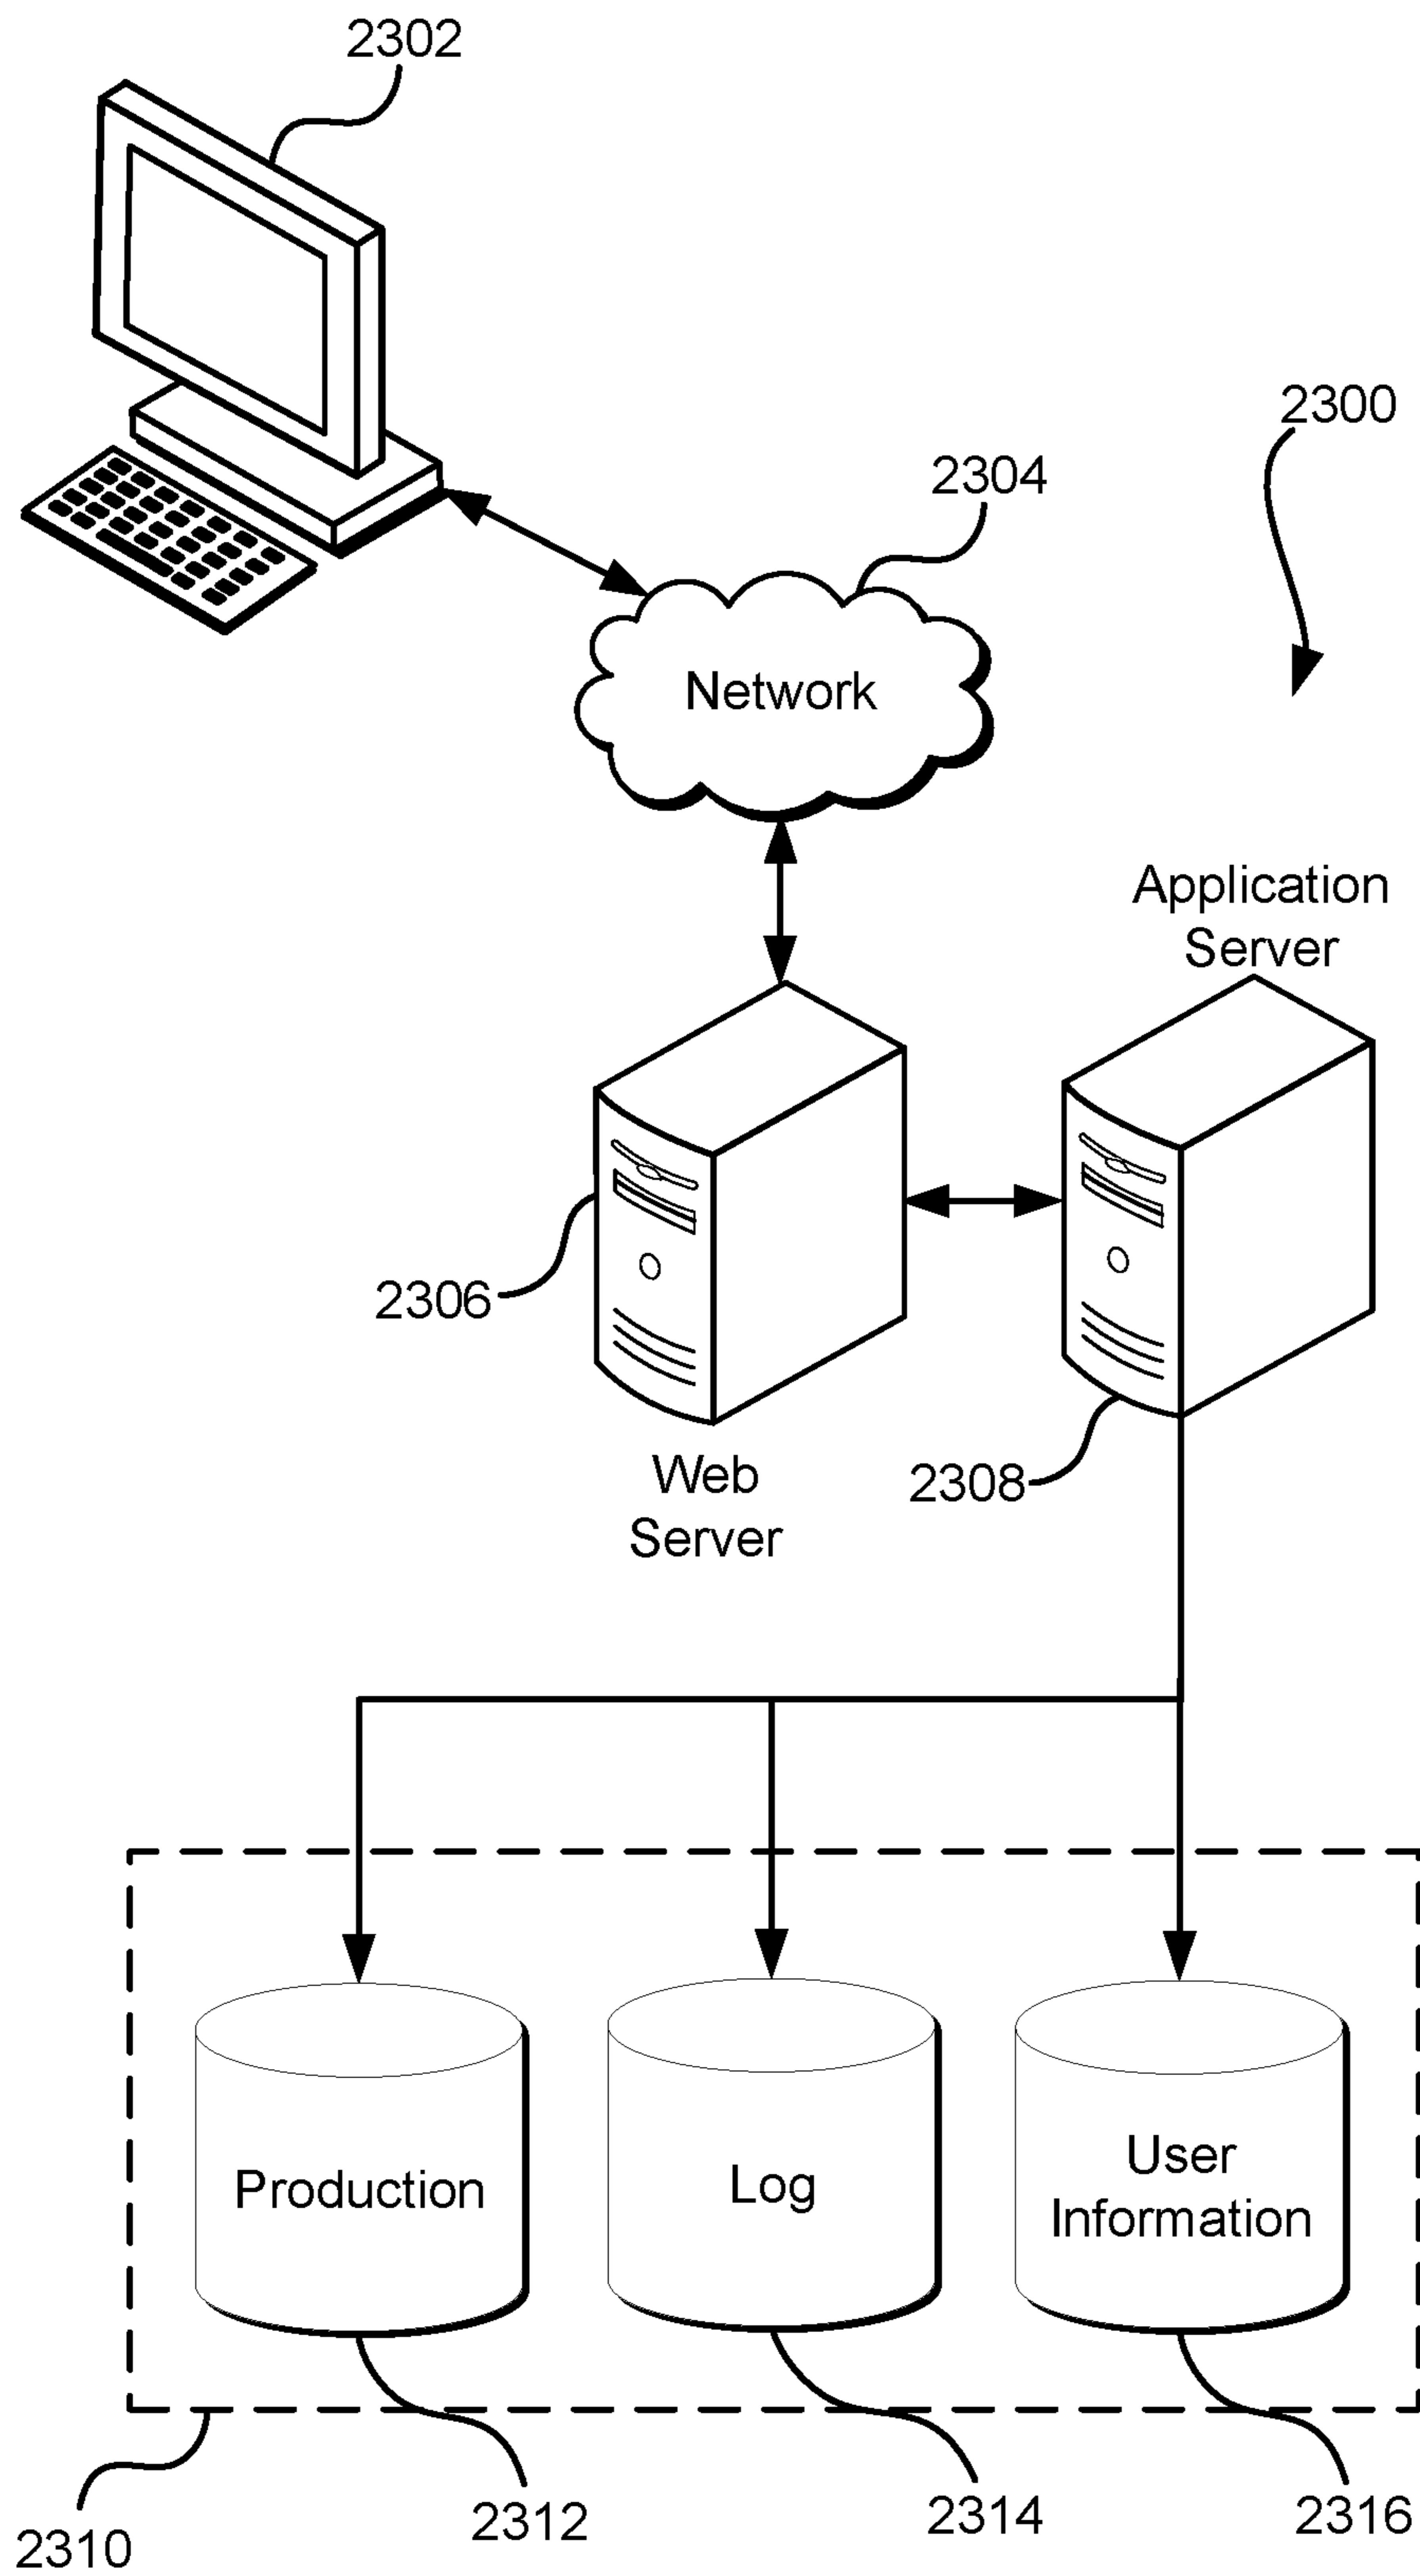 2302
2300
2304
Network
Application
Server
2306
Web
Server
2308
Production
Log
User
Information
2310
2312
2314
2316